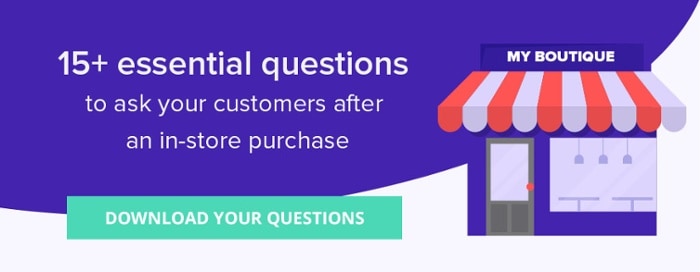 15+ essential questions
to ask your customers after
an in-store purchase
DOWNLOAD YOUR QUESTIONS
MY BOUTIQUE